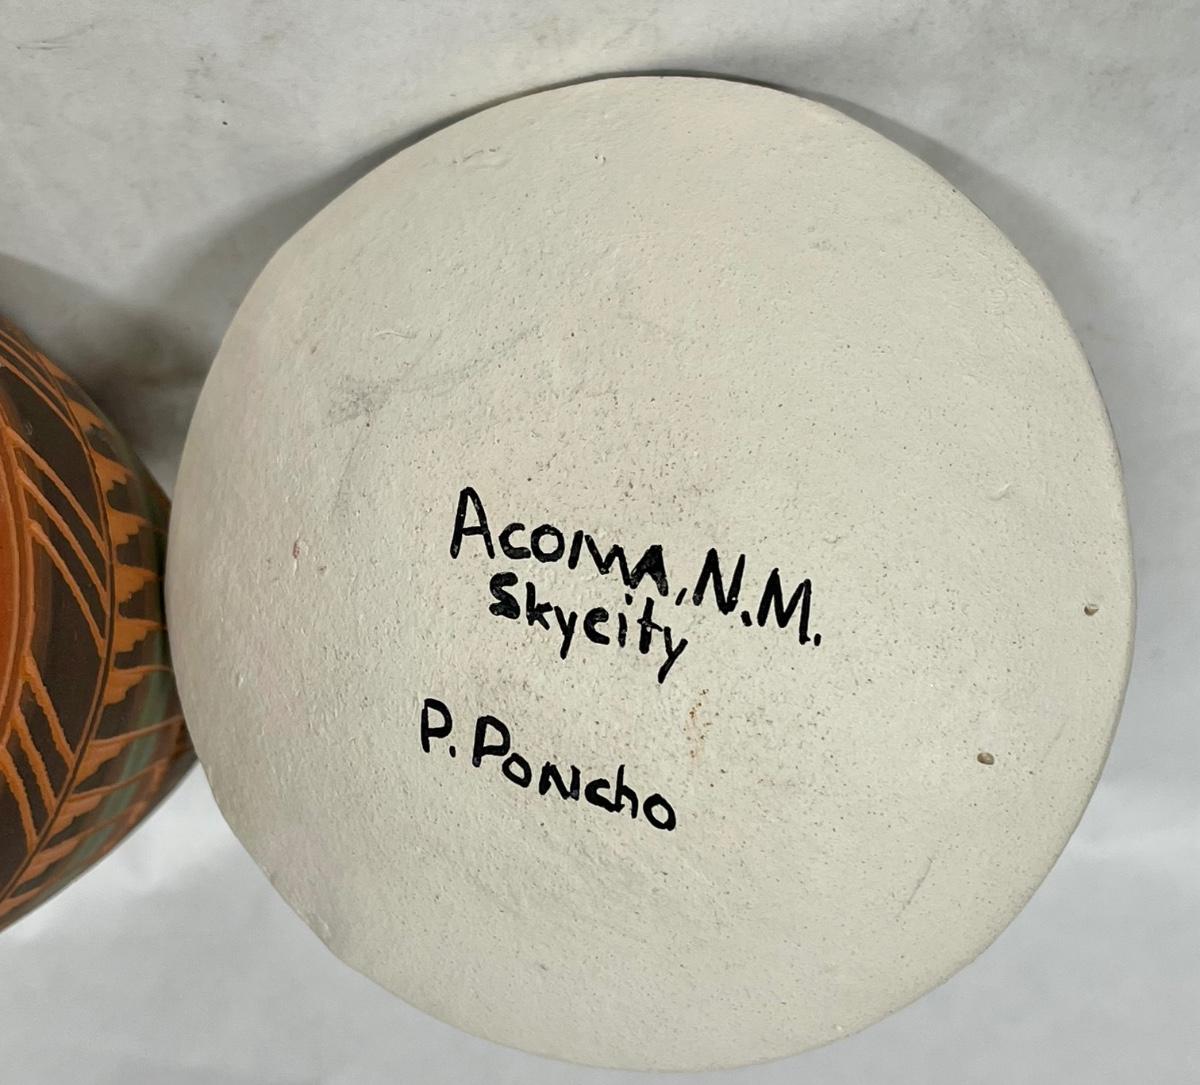 Acoma, N.M.
Skycity
P. Poncho